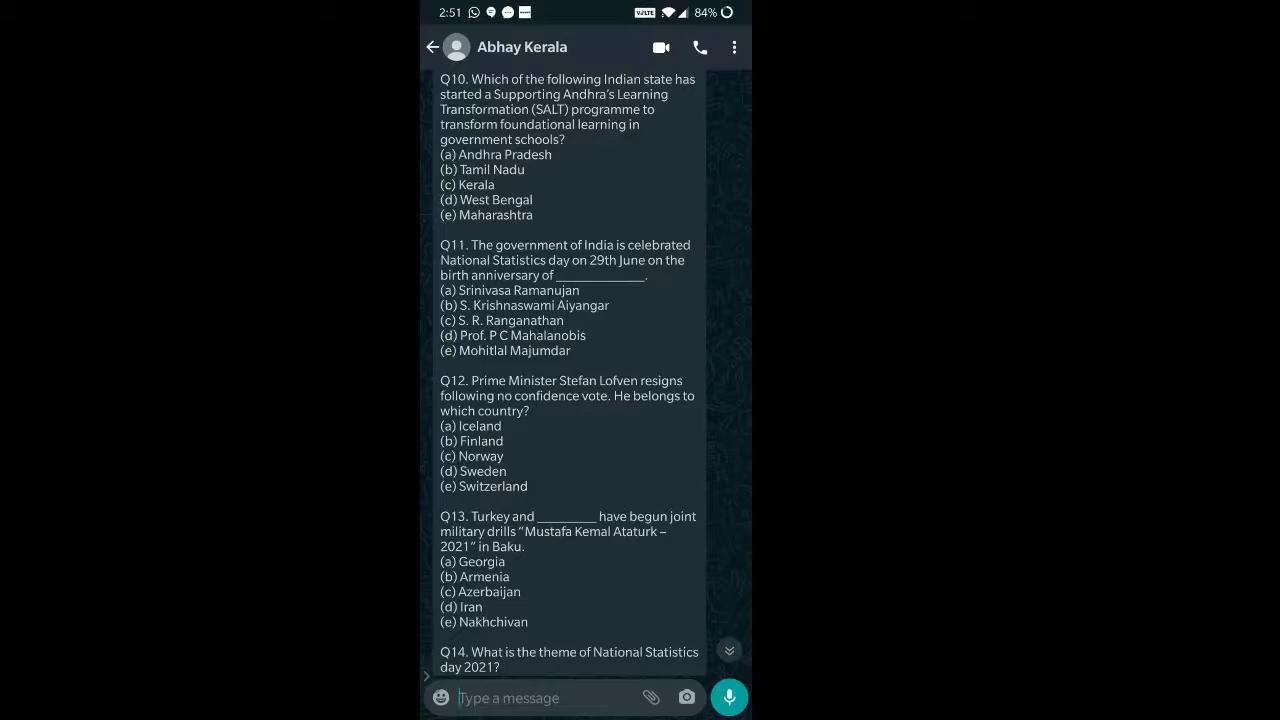 2:51
VoLTE
84%
Abhay Kerala
Q10. Which of the following Indian state has
started a Supporting Andhra's Learning
Transformation (SALT) programme to
transform foundational learning in
government schools?
(a) Andhra Pradesh
(b) Tamil Nadu
(c) Kerala
(d) West Bengal
(e) Maharashtra
Q11. The government of India is celebrated
National Statistics day on 29th June on the
birth anniversary of ______________.
(a) Srinivasa Ramanujan
(b) S. Krishnaswami Aiyangar
(c) S. R. Ranganathan
(d) Prof. P C Mahalanobis
(e) Mohitlal Majumdar
Q12. Prime Minister Stefan Lofven resigns
following no confidence vote. He belongs to
which country?
(a) Iceland
(b) Finland
(c) Norway
(d) Sweden
(e) Switzerland
Q13. Turkey and _________ have begun joint
military drills “Mustafa Kemal Ataturk –
2021” in Baku.
(a) Georgia
(b) Armenia
(c) Azerbaijan
(d) Iran
(e) Nakhchivan
Q14. What is the theme of National Statistics
day 2021?
Type a message